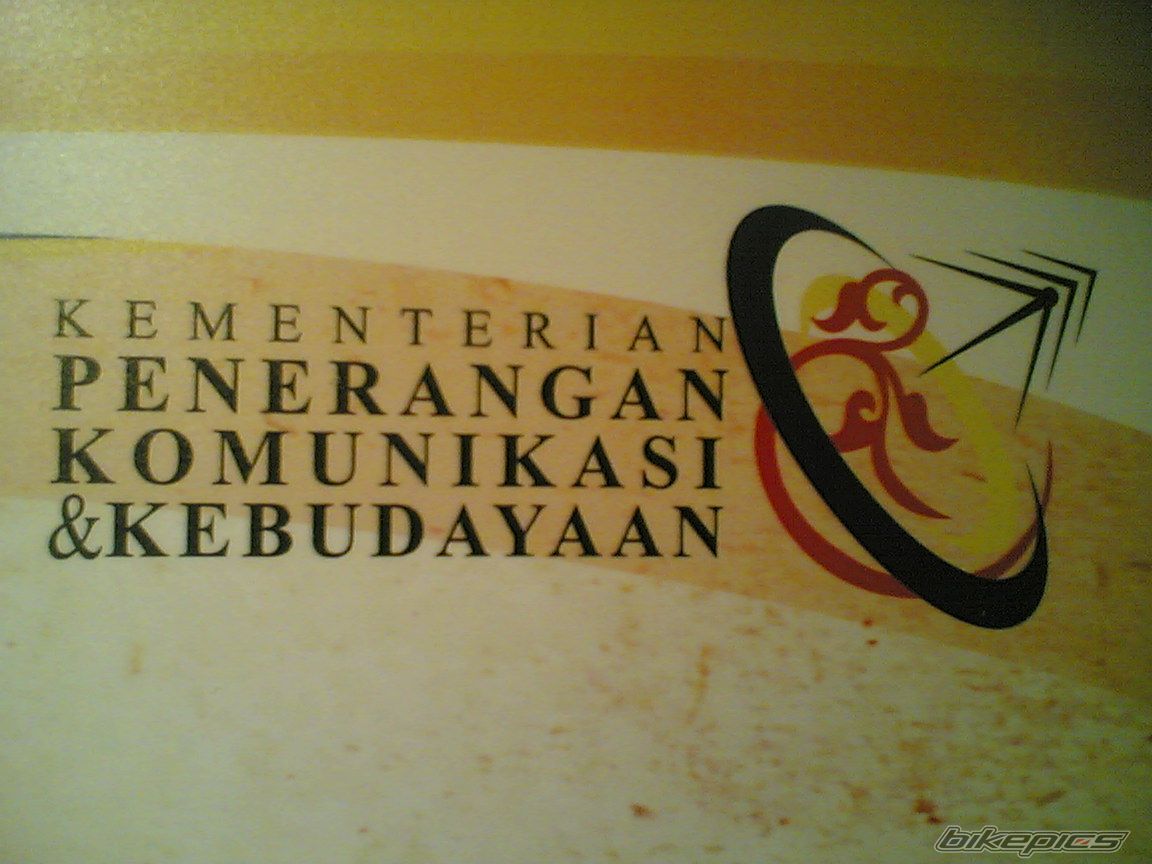 KEMENTERIAN
PENERANGAN
KOMUNIKASI
&KEBUDAYAAN
bikepics